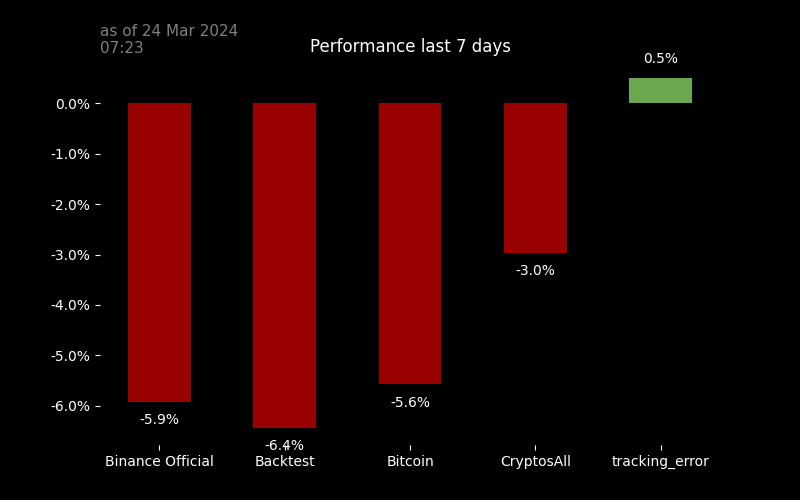 as of 24 Mar 2024
07:23
Performance last 7 days
0.5%
0.0%
-1.0%
-2.0%
-3.0%
-4.0%
-5.0%
-6.0%
-3.0%
-5.6%
-5.9%
-6.4%
Binance Official
Backtest
Bitcoin
CryptosAll
tracking_error